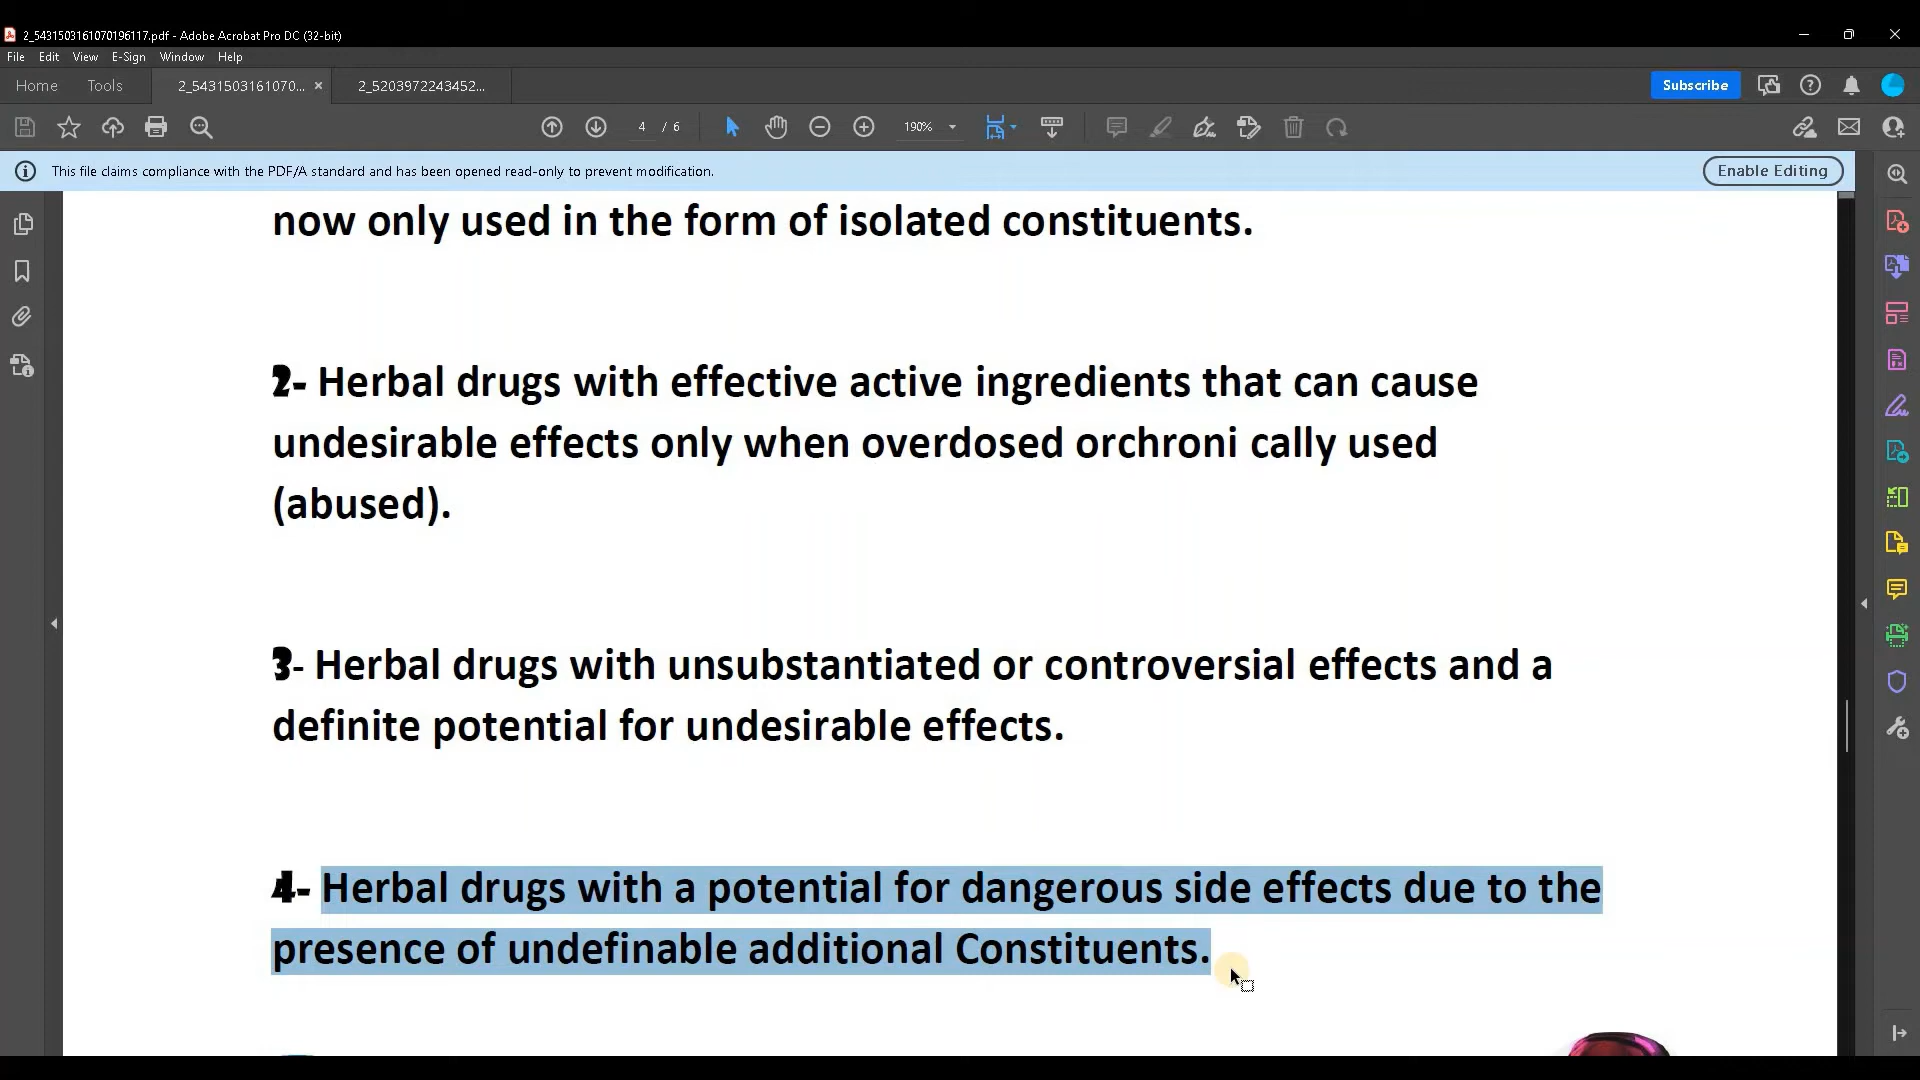 2_5431503161070196117.pdf - Adobe Acrobat Pro DC (32-bit)
File Edit View E-Sign Window Help
Home Tools 2_5431503161070... × 2_5203972243452... Subscribe
4 / 6 190%
This file claims compliance with the PDF/A standard and has been opened read-only to prevent modification. Enable Editing
now only used in the form of isolated constituents.
2- Herbal drugs with effective active ingredients that can cause
undesirable effects only when overdosed orchroni cally used
(abused).
3- Herbal drugs with unsubstantiated or controversial effects and a
definite potential for undesirable effects.
4- Herbal drugs with a potential for dangerous side effects due to the
presence of undefinable additional Constituents.